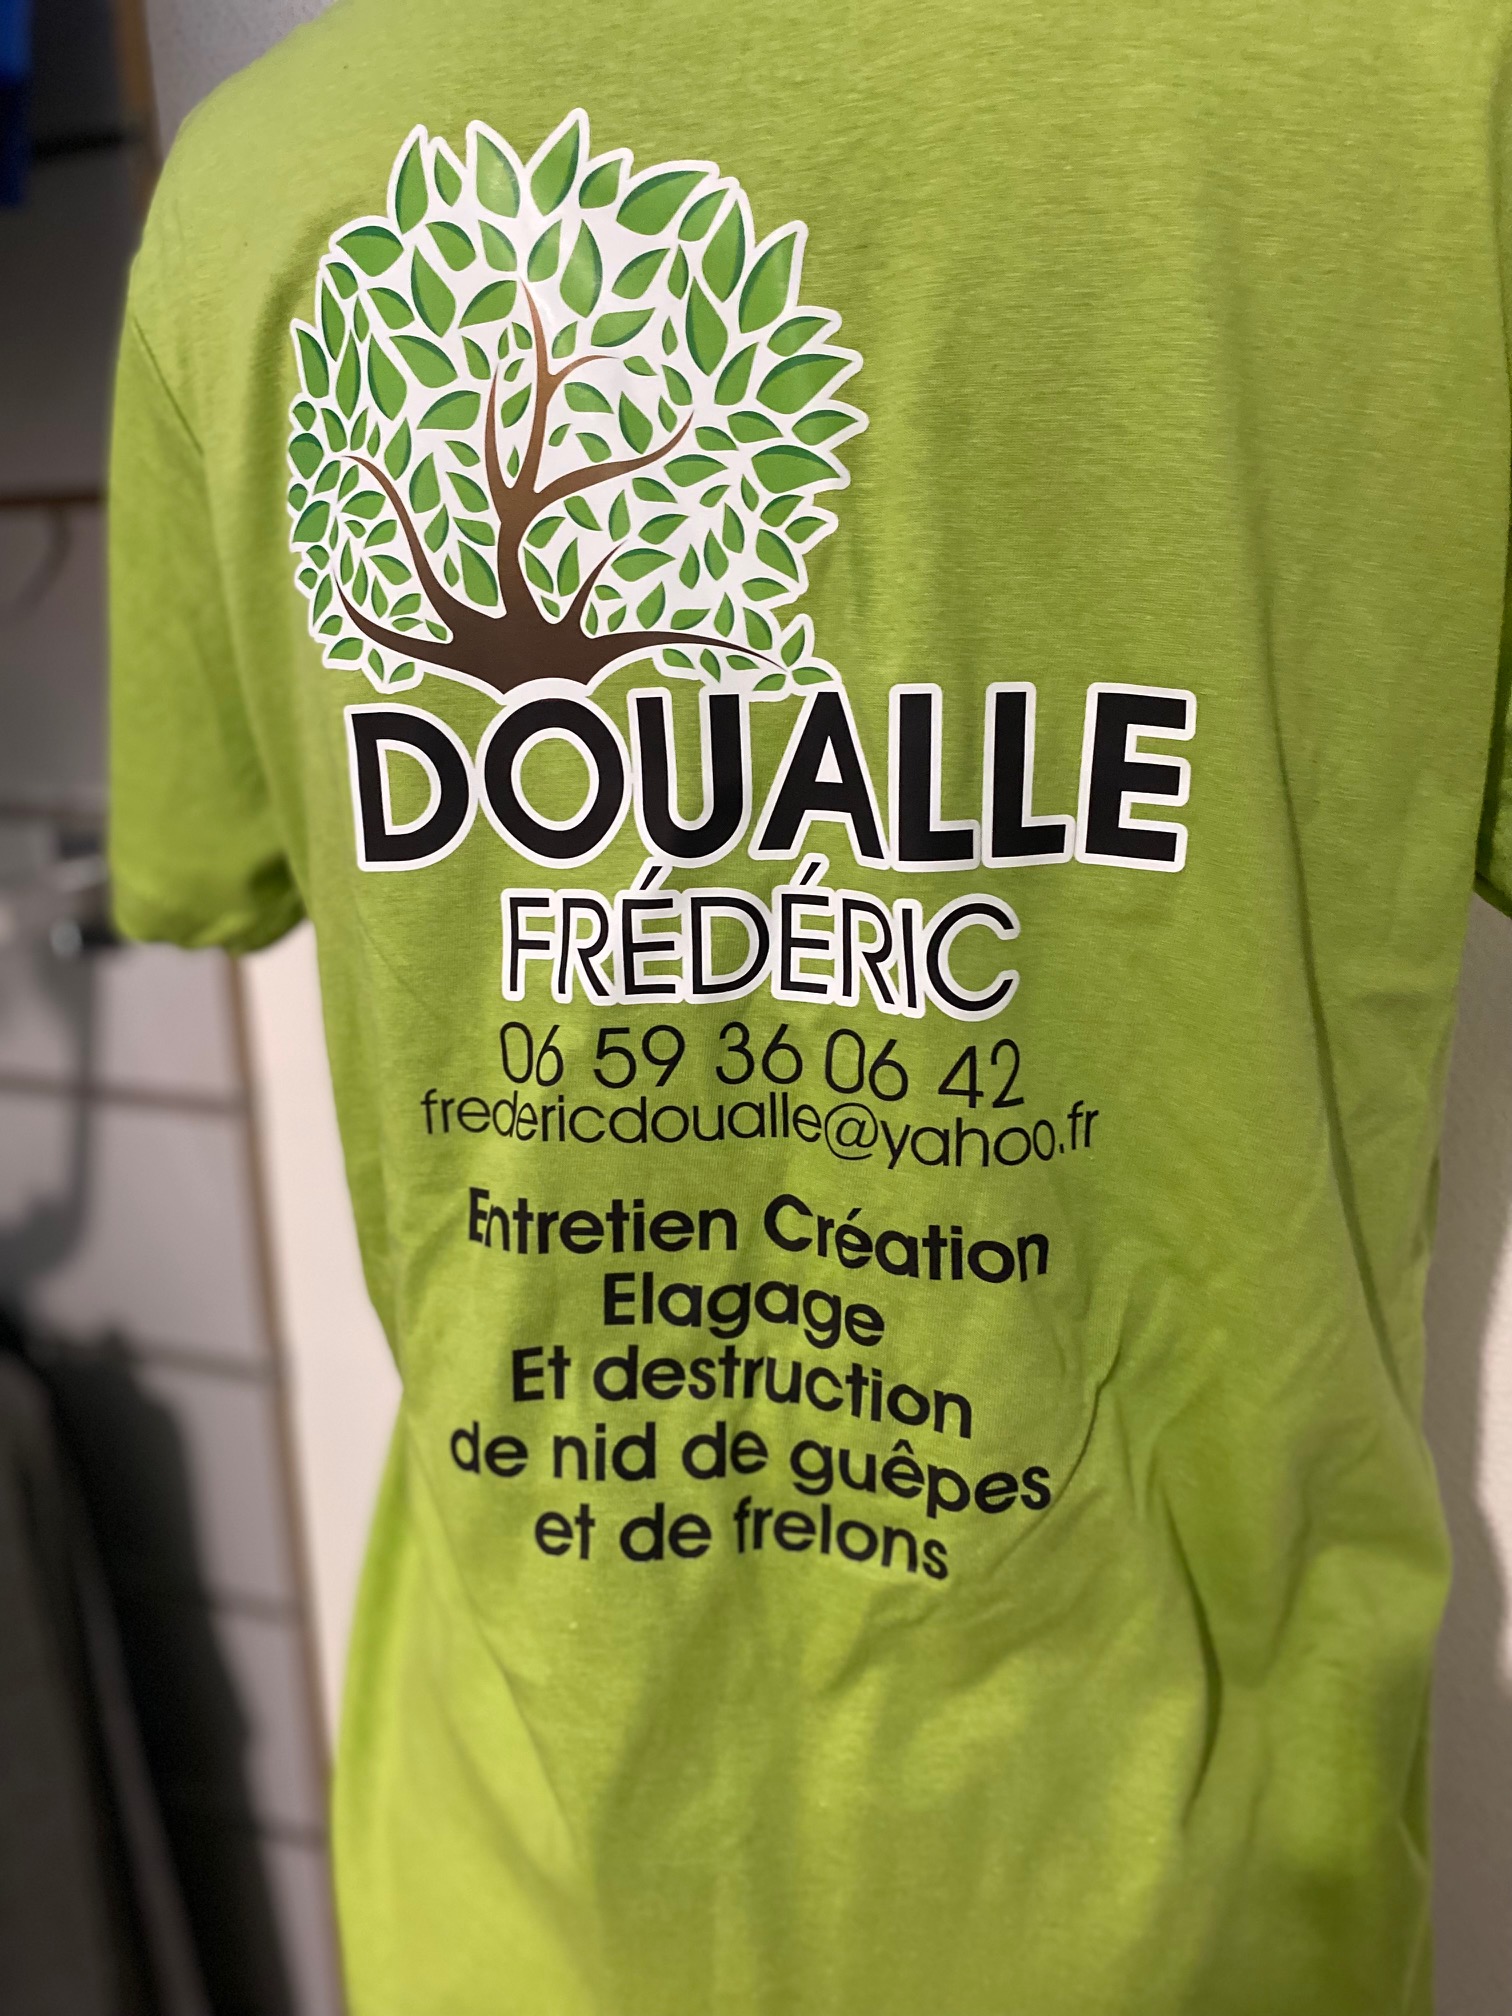 DOUALLE
FRÉDÉRIC
06 59 36 06 42
fredericdoualle@yahoo.fr
Entretien Création
Elagage
Et destruction
de nid de guêpes
et de frelons